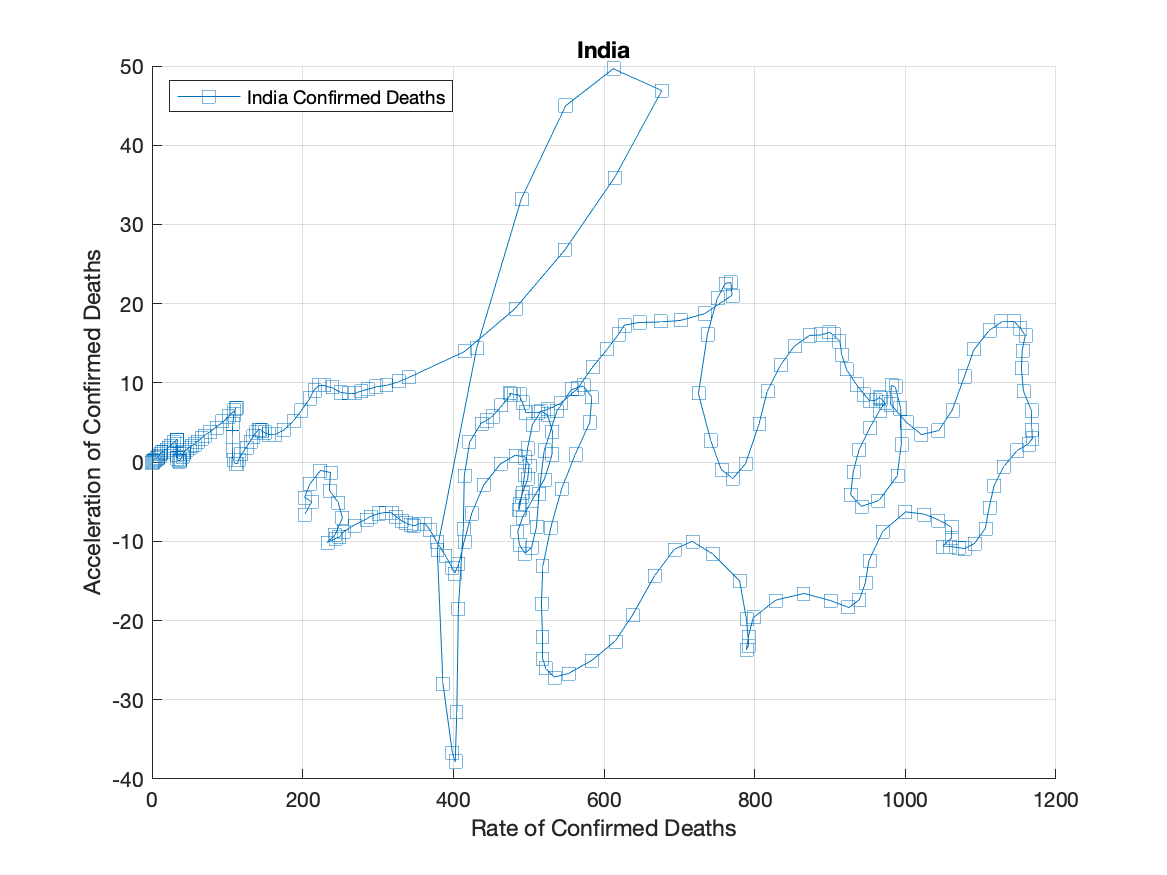 India
India Confirmed Deaths
50
40
30
20
10
0
-10
-20
-30
-40
Acceleration of Confirmed Deaths
0 200 400 600 800 1000 1200
Rate of Confirmed Deaths